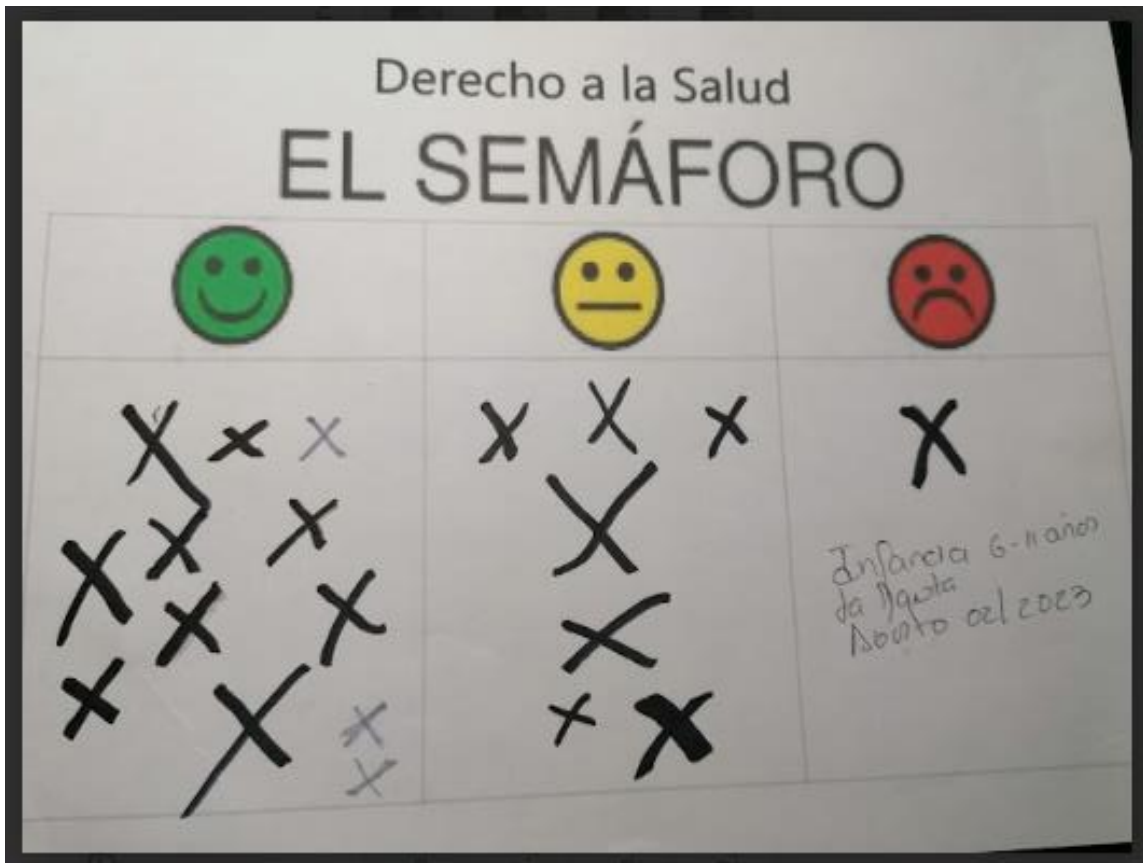 Derecho a la Salud
EL SEMÁFORO
X X X X X X X
X X X
X X
X X X
X X X
X X X X
X
Infancia 6-11 años
Agosto 02/2023